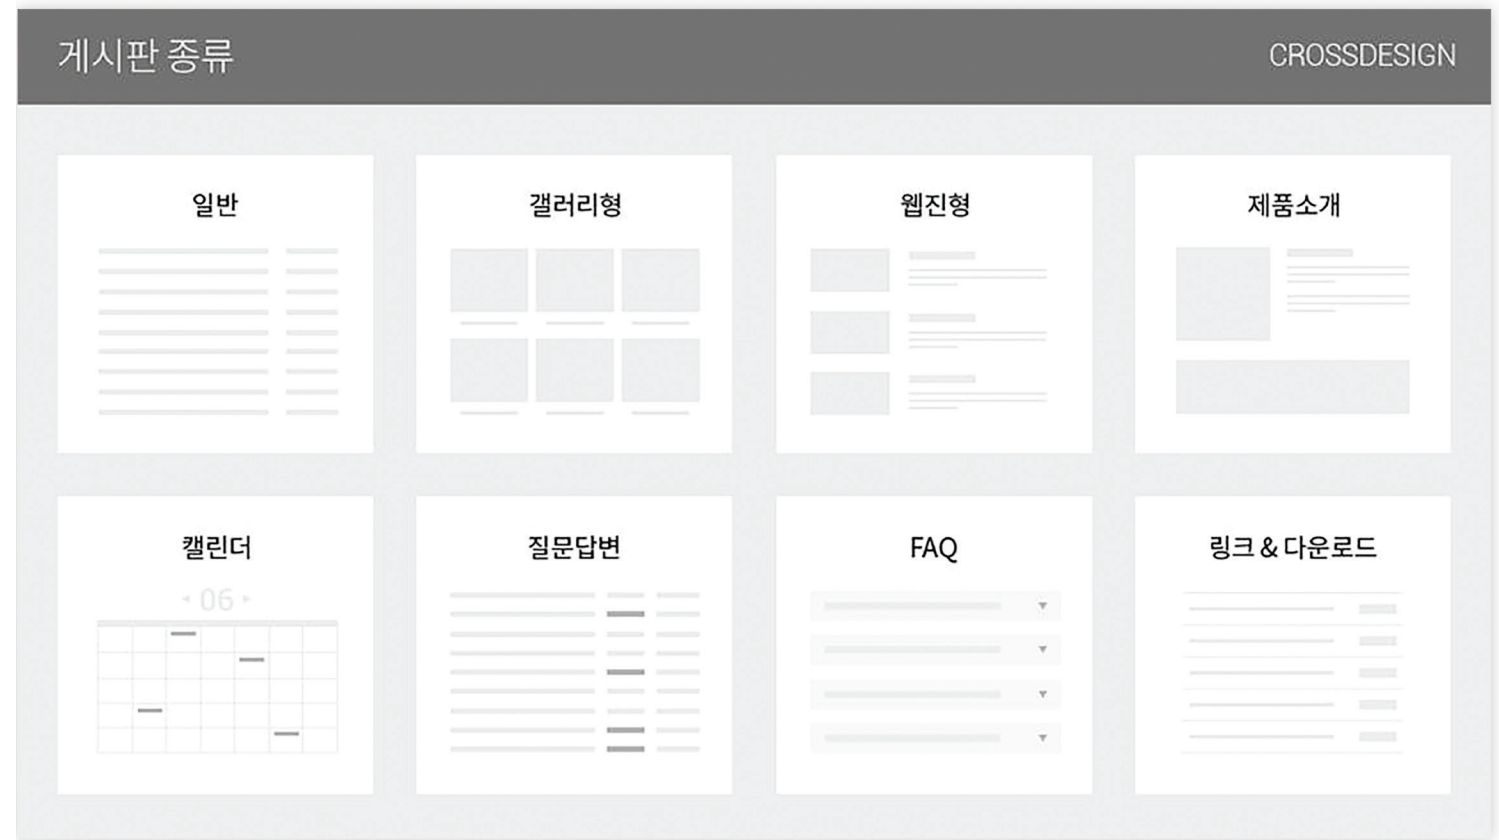 게시판 종류
CROSSDESIGN
일반
갤러리형
웹진형
제품소개
캘린더
질문답변
FAQ
링크 & 다운로드
06